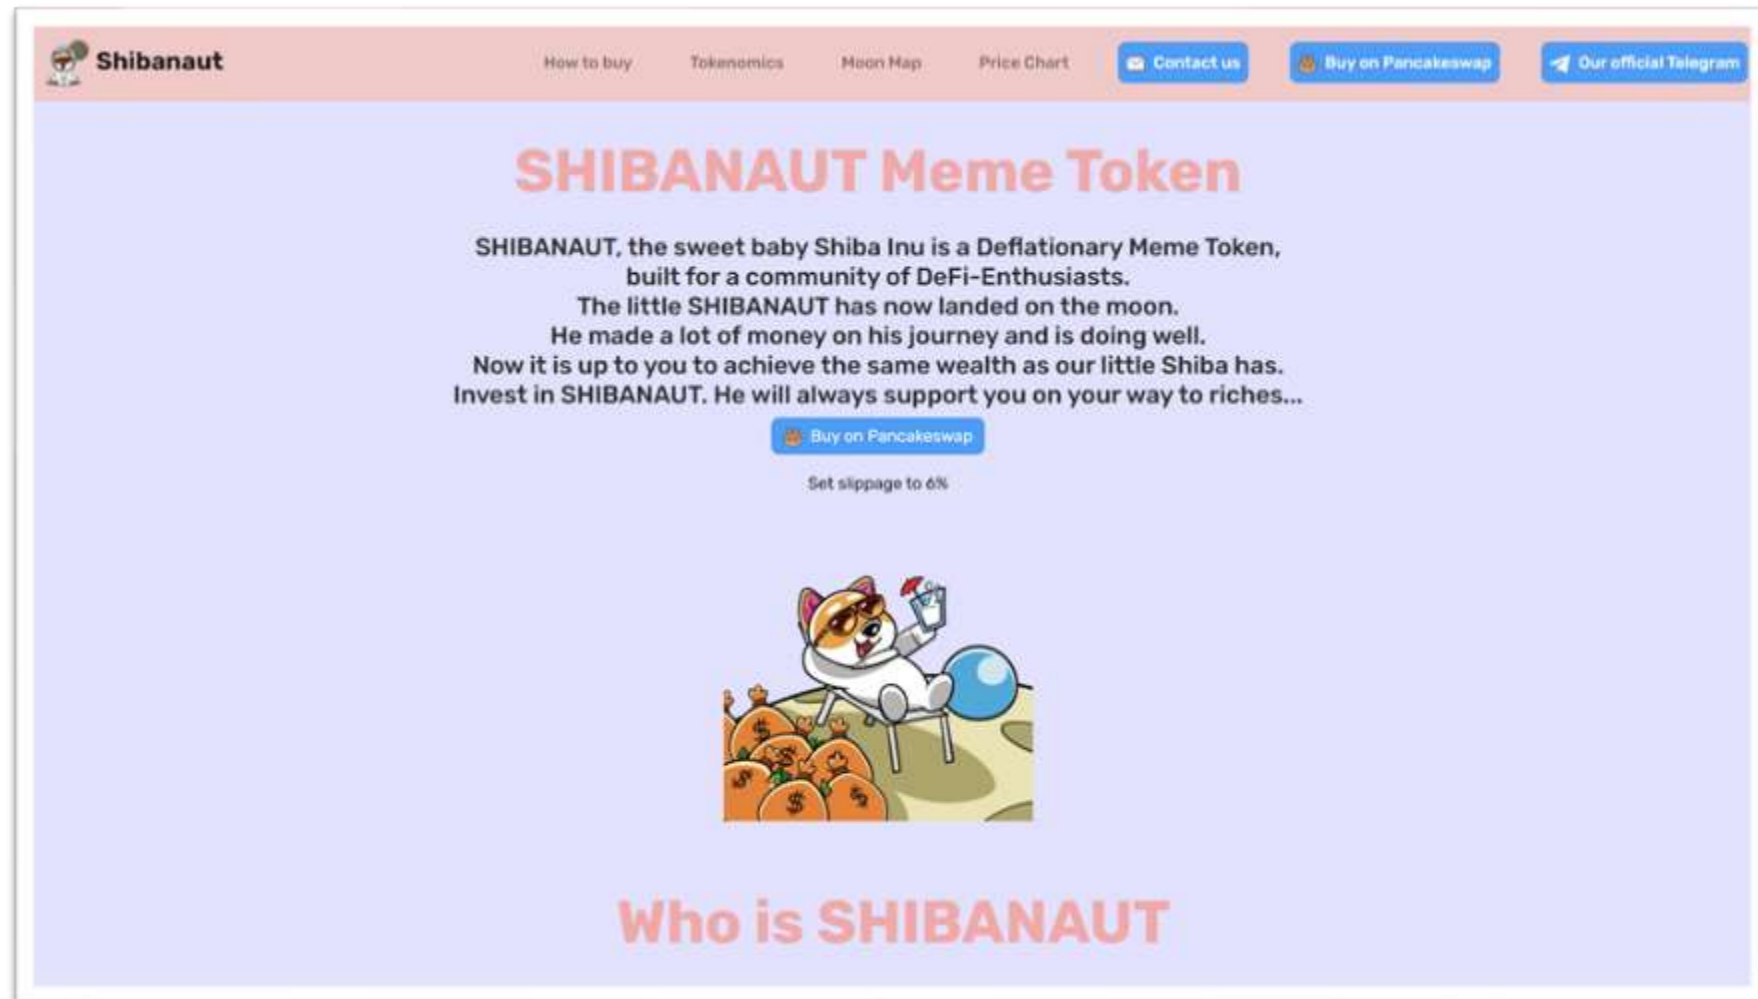 Shibanaut
How to buy
Tokenomics
Moon Map
Price Chart
Contact us
Buy on Pancakeswap
Our official Telegram
SHIBANAUT Meme Token
SHIBANAUT, the sweet baby Shiba Inu is a Deflationary Meme Token,
built for a community of DeFi-Enthusiasts.
The little SHIBANAUT has now landed on the moon.
He made a lot of money on his journey and is doing well.
Now it is up to you to achieve the same wealth as our little Shiba has.
Invest in SHIBANAUT. He will always support you on your way to riches...
Buy on Pancakeswap
Set slippage to 6%
$
$
$
$
$
Who is SHIBANAUT